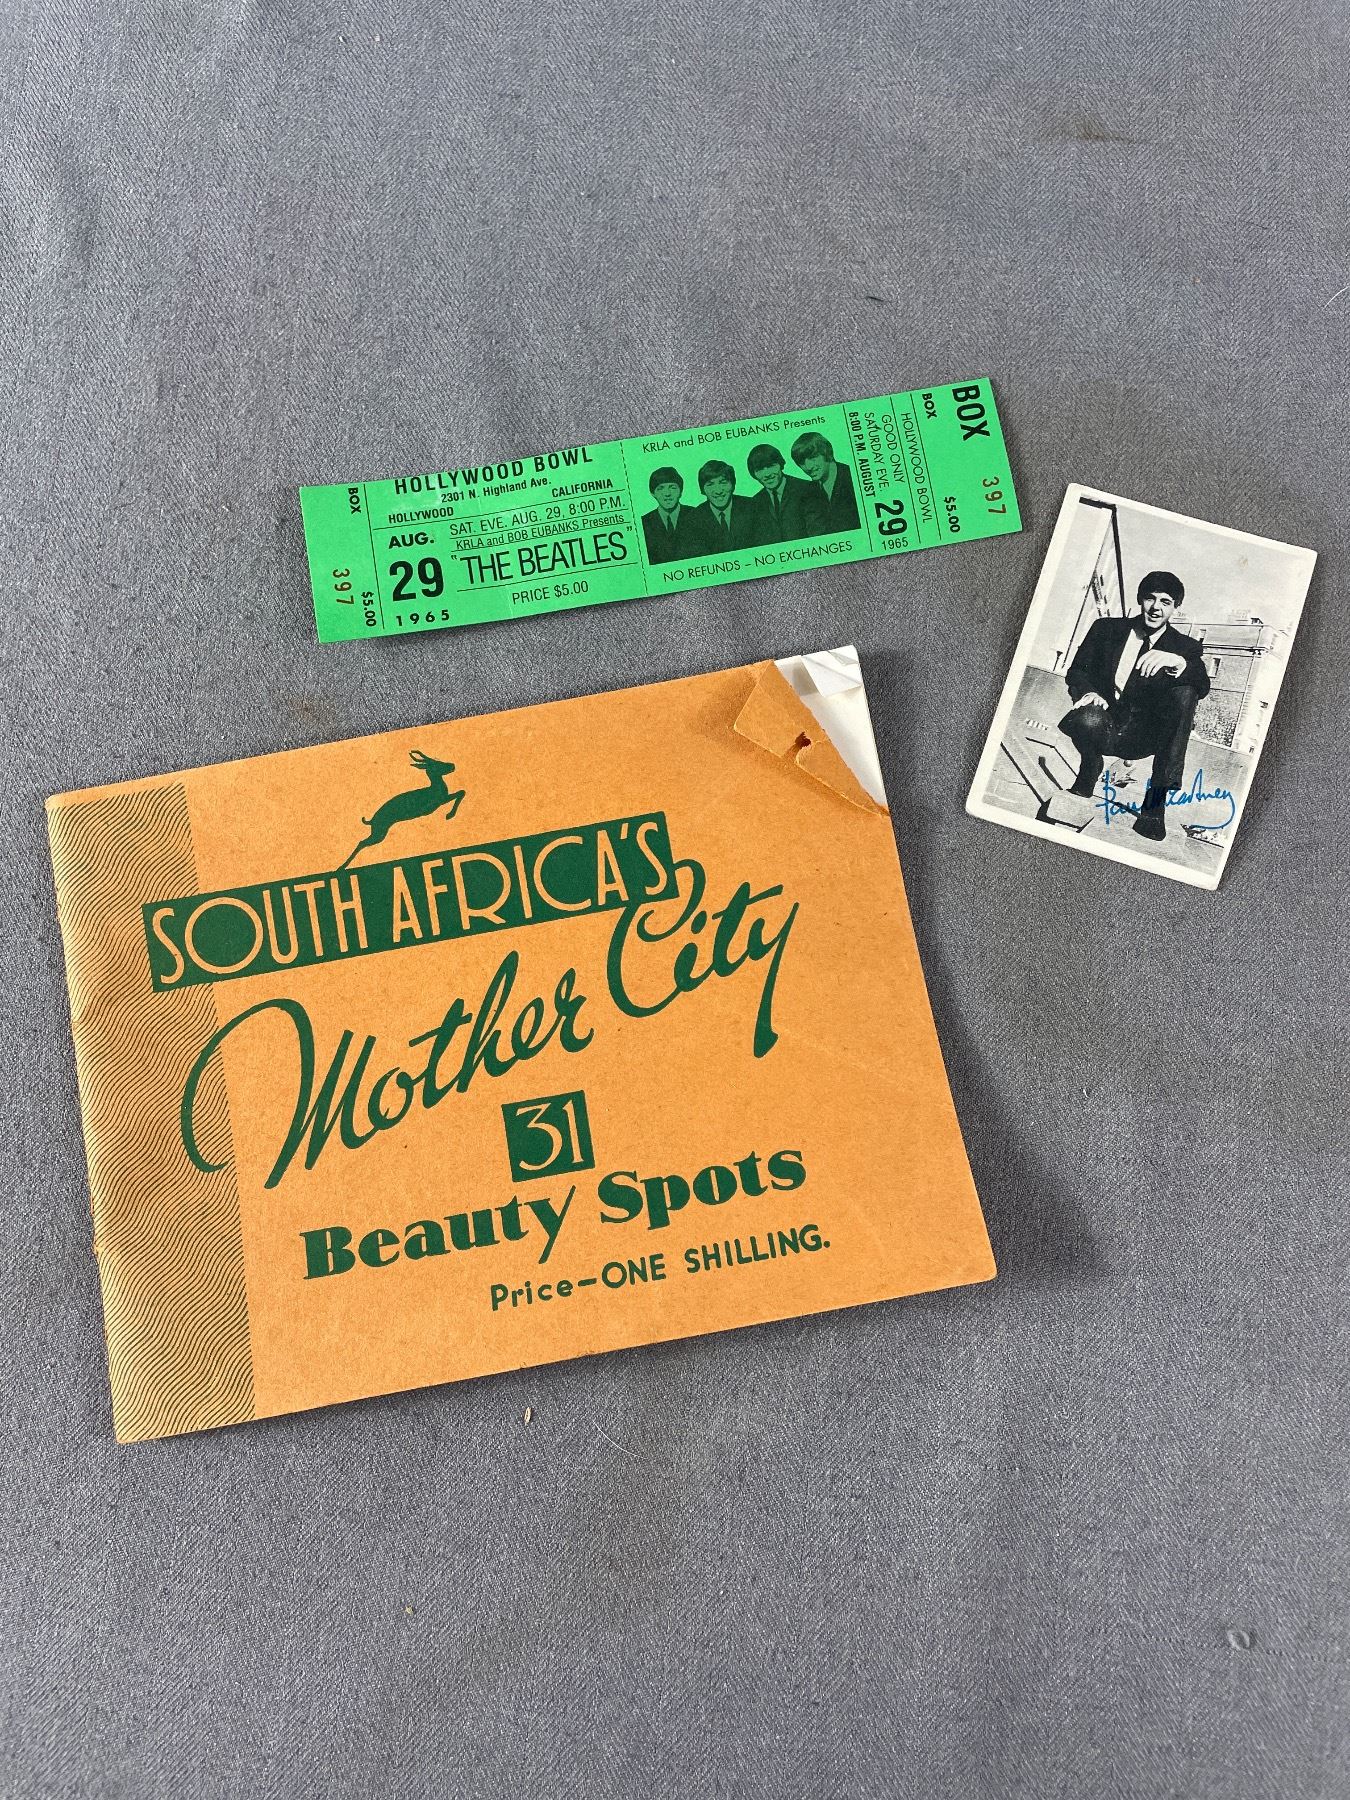 BOX
397
$5.00
HOLLYWOOD BOWL
2301 N. Highland Ave.
HOLLYWOOD CALIFORNIA
AUG.
29
1965
SAT. EVE. AUG. 29, 8:00 P.M.
KRLA and BOB EUBANKS Presents
"THE BEATLES"
PRICE $5.00
KRLA and BOB EUBANKS Presents
NO REFUNDS – NO EXCHANGES
8:00 P.M. AUGUST
SATURDAY EVE.
GOOD ONLY
29
1965
HOLLYWOOD BOWL
BOX
$5.00
BOX
397
Paul McCartney
SOUTH AFRICA'S
Mother City
31
Beauty Spots
Price–ONE SHILLING.